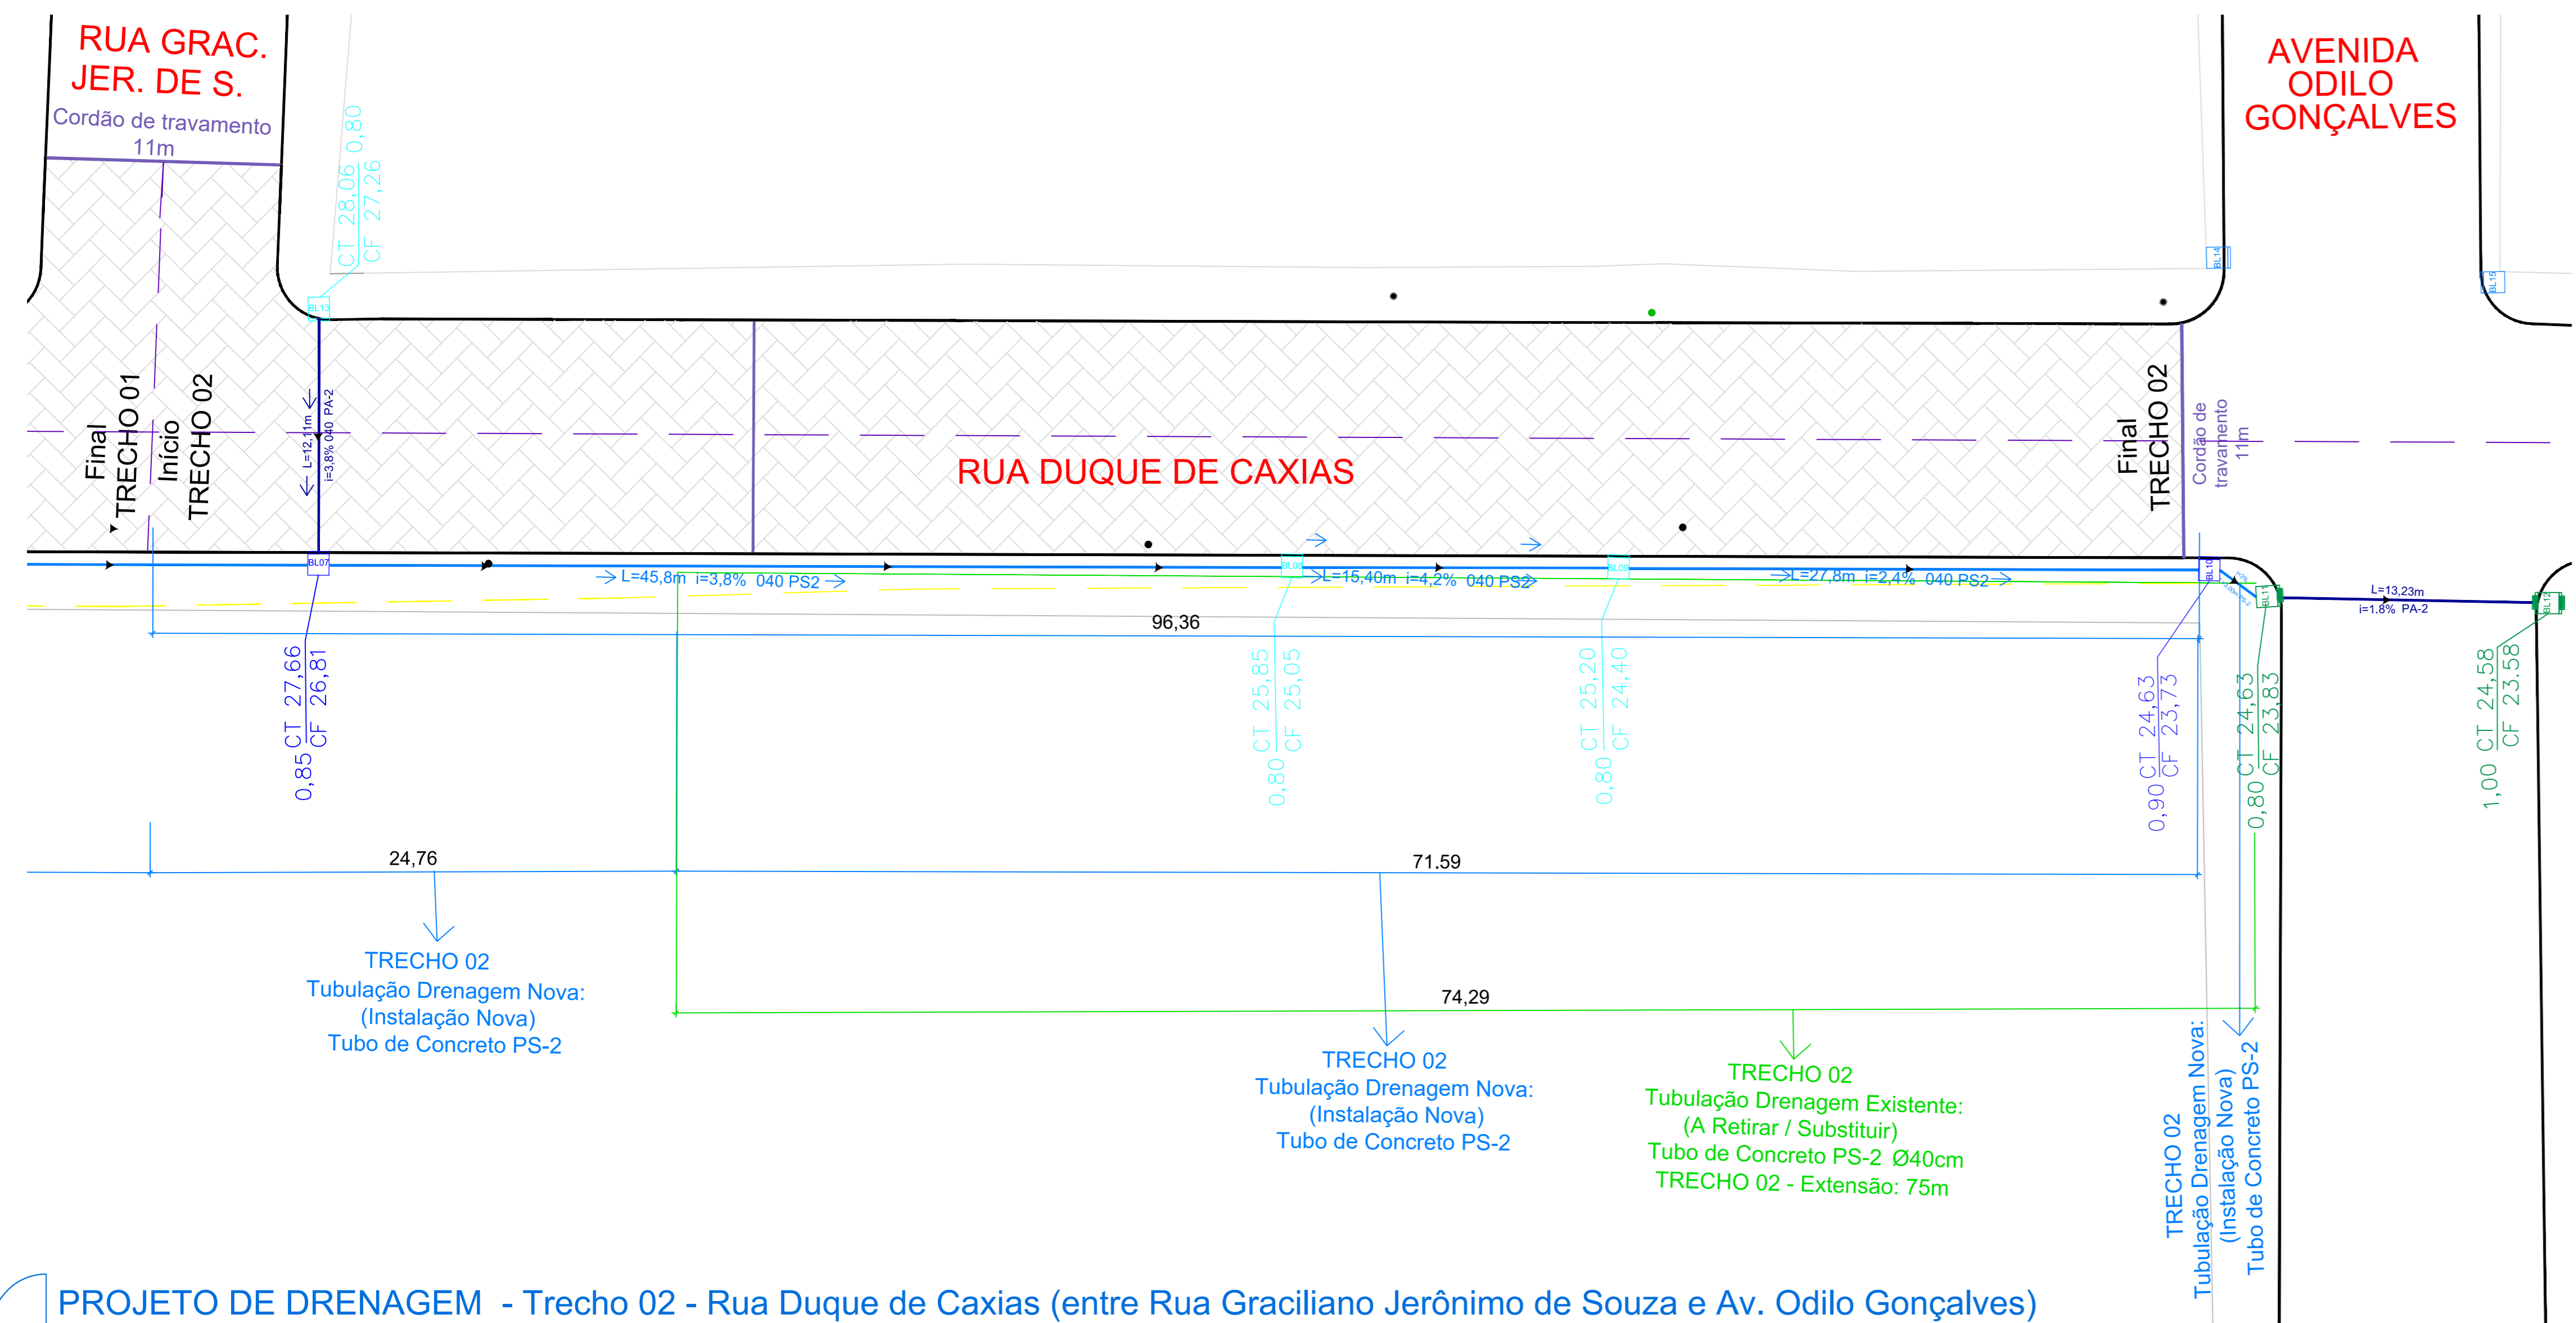 RUA GRAC.
JER. DE S.
Cordão de travamento
11m
CT 28,06 0,80
CF 27,26
AVENIDA
ODILO
GONÇALVES
BL13
BL14
BL15
Final
TRECHO 01
Início
TRECHO 02
L=12,11m
i=3,8% 040 PA-2
RUA DUQUE DE CAXIAS
Final
TRECHO 02
Cordão de
travamento
11m
BL07
L=45,8m i=3,8% 040 PS2
BL08
L=15,40m i=4,2% 040 PS2
BL09
L=27,8m i=2,4% 040 PS2
BL10
BL11
L=13,23m
i=1.8% PA-2
BL12
96,36
0,85 CT 27,66
CF 26,81
0,80 CT 25,85
CF 25,05
0,80 CT 25,20
CF 24,40
0,90 CT 24,63
CF 23,73
0,80 CT 24,63
CF 23,83
1,00 CT 24,58
CF 23.58
24,76
71.59
74,29
TRECHO 02
Tubulação Drenagem Nova:
(Instalação Nova)
Tubo de Concreto PS-2
TRECHO 02
Tubulação Drenagem Nova:
(Instalação Nova)
Tubo de Concreto PS-2
TRECHO 02
Tubulação Drenagem Existente:
(A Retirar / Substituir)
Tubo de Concreto PS-2 Ø40cm
TRECHO 02 - Extensão: 75m
TRECHO 02
Tubulação Drenagem Nova:
(Instalação Nova)
Tubo de Concreto PS-2
PROJETO DE DRENAGEM - Trecho 02 - Rua Duque de Caxias (entre Rua Graciliano Jerônimo de Souza e Av. Odilo Gonçalves)